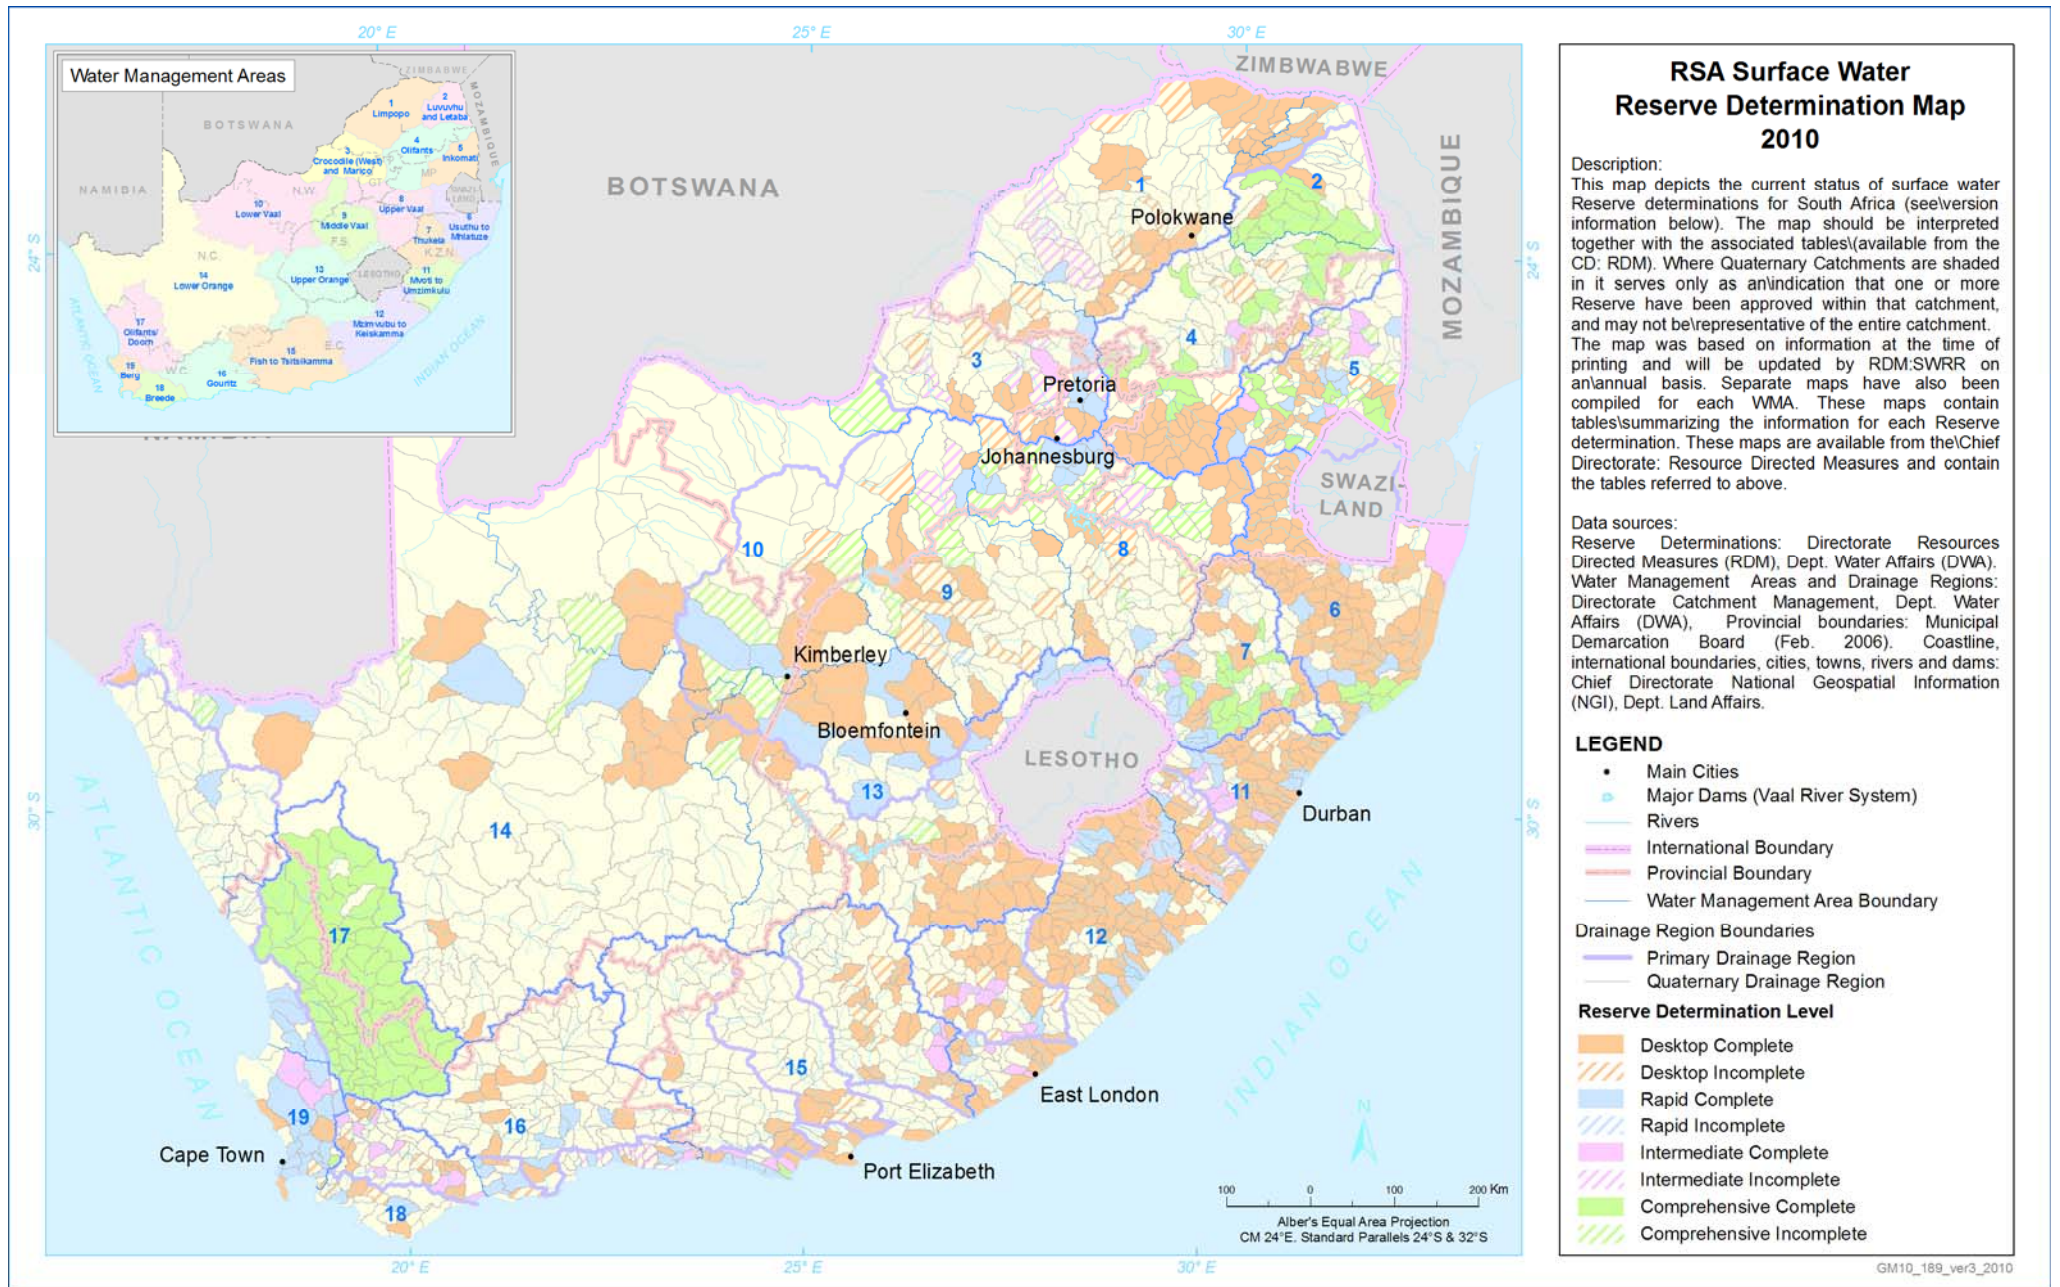 20° E
25° E
30° E
Water Management Areas
ZIMBABWE
MOZAMBIQUE
BOTSWANA
NAMIBIA
1
Limpopo
2
Luvuvhu
and Letaba
3
Crocodile (West)
and Marico
4
Olifants
5
Inkomati
N.W.
GT
MP
SWAZI-
LAND
10
Lower Vaal
9
Middle Vaal
8
Upper Vaal
6
Usuthu to
Mhlatuze
7
Thukela
F.S.
K.Z.N.
N.C.
14
Lower Orange
13
Upper Orange
LESOTHO
11
Mvoti to
Umzimkulu
12
Mzimvubu to
Keiskamma
17
Olifants/
Doorn
15
Fish to Tsitsikamma
E.C.
19
Berg
W.C.
16
Gouritz
18
Breede
ATLANTIC OCEAN
INDIAN OCEAN
ZIMBWABWE
BOTSWANA
MOZAMBIQUE
NAMIBIA
1
2
Polokwane
24° S
24° S
3
4
5
Pretoria
Johannesburg
SWAZI-
LAND
10
8
9
6
7
Kimberley
Bloemfontein
LESOTHO
13
11
Durban
14
30° S
30° S
17
12
15
East London
19
16
Cape Town
Port Elizabeth
18
ATLANTIC OCEAN
INDIAN OCEAN
N
100 0 100 200 Km
Alber's Equal Area Projection
CM 24°E. Standard Parallels 24°S & 32°S
20° E
25° E
30° E
RSA Surface Water
Reserve Determination Map
2010
Description:
This map depicts the current status of surface water
Reserve determinations for South Africa (see\version
information below). The map should be interpreted
together with the associated tables\(available from the
CD: RDM). Where Quaternary Catchments are shaded
in it serves only as an\indication that one or more
Reserve have been approved within that catchment,
and may not be\representative of the entire catchment.
The map was based on information at the time of
printing and will be updated by RDM:SWRR on
an\annual basis. Separate maps have also been
compiled for each WMA. These maps contain
tables\summarizing the information for each Reserve
determination. These maps are available from the\Chief
Directorate: Resource Directed Measures and contain
the tables referred to above.
Data sources:
Reserve Determinations: Directorate Resources
Directed Measures (RDM), Dept. Water Affairs (DWA).
Water Management Areas and Drainage Regions:
Directorate Catchment Management, Dept. Water
Affairs (DWA), Provincial boundaries: Municipal
Demarcation Board (Feb. 2006). Coastline,
international boundaries, cities, towns, rivers and dams:
Chief Directorate National Geospatial Information
(NGI), Dept. Land Affairs.
LEGEND
Main Cities
Major Dams (Vaal River System)
Rivers
International Boundary
Provincial Boundary
Water Management Area Boundary
Drainage Region Boundaries
Primary Drainage Region
Quaternary Drainage Region
Reserve Determination Level
Desktop Complete
Desktop Incomplete
Rapid Complete
Rapid Incomplete
Intermediate Complete
Intermediate Incomplete
Comprehensive Complete
Comprehensive Incomplete
GM10_189_ver3_2010